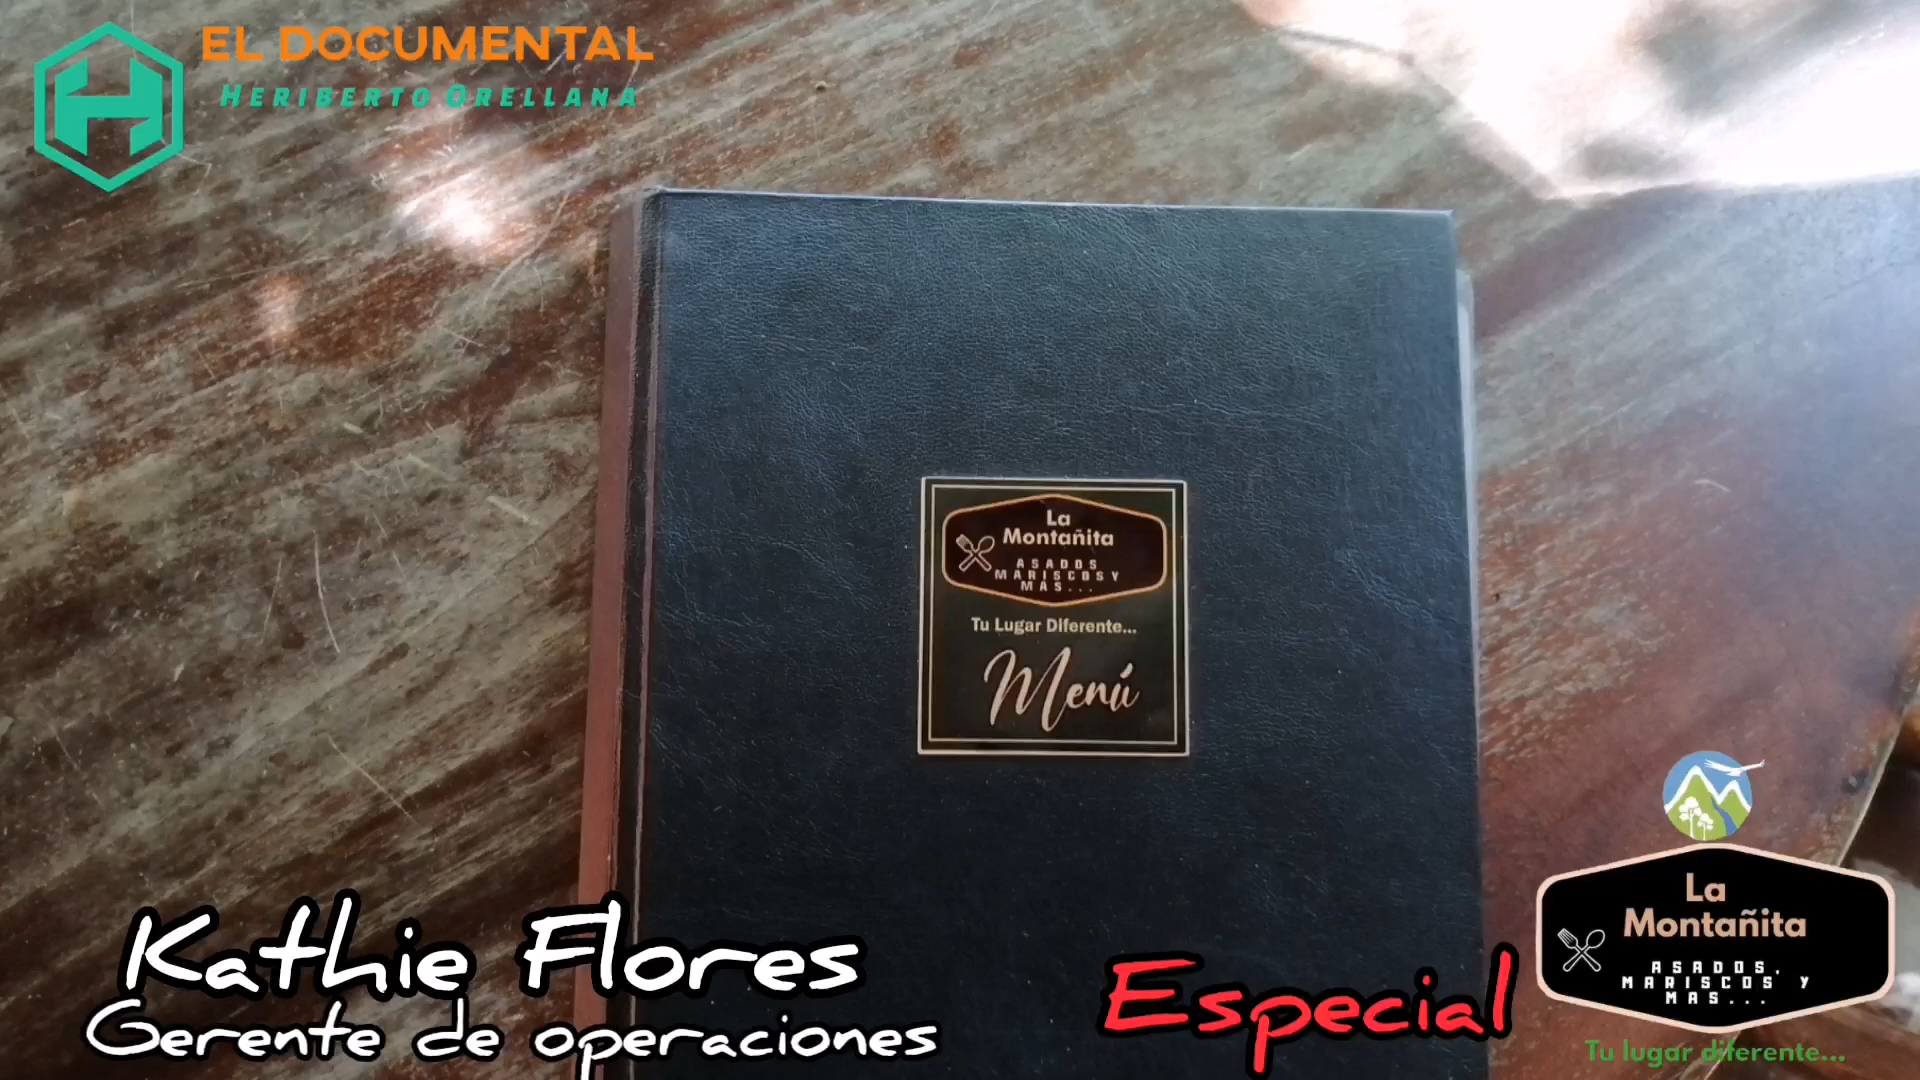 EL DOCUMENTAL
HERIBERTO ORELLANA
La
Montañita
ASADOS
MARISCOS Y
MAS...
Tu Lugar Diferente...
Menú
Kathie Flores
Gerente de operaciones
Especial
La
Montañita
ASADOS,
MARISCOS Y
MAS...
Tu lugar diferente...